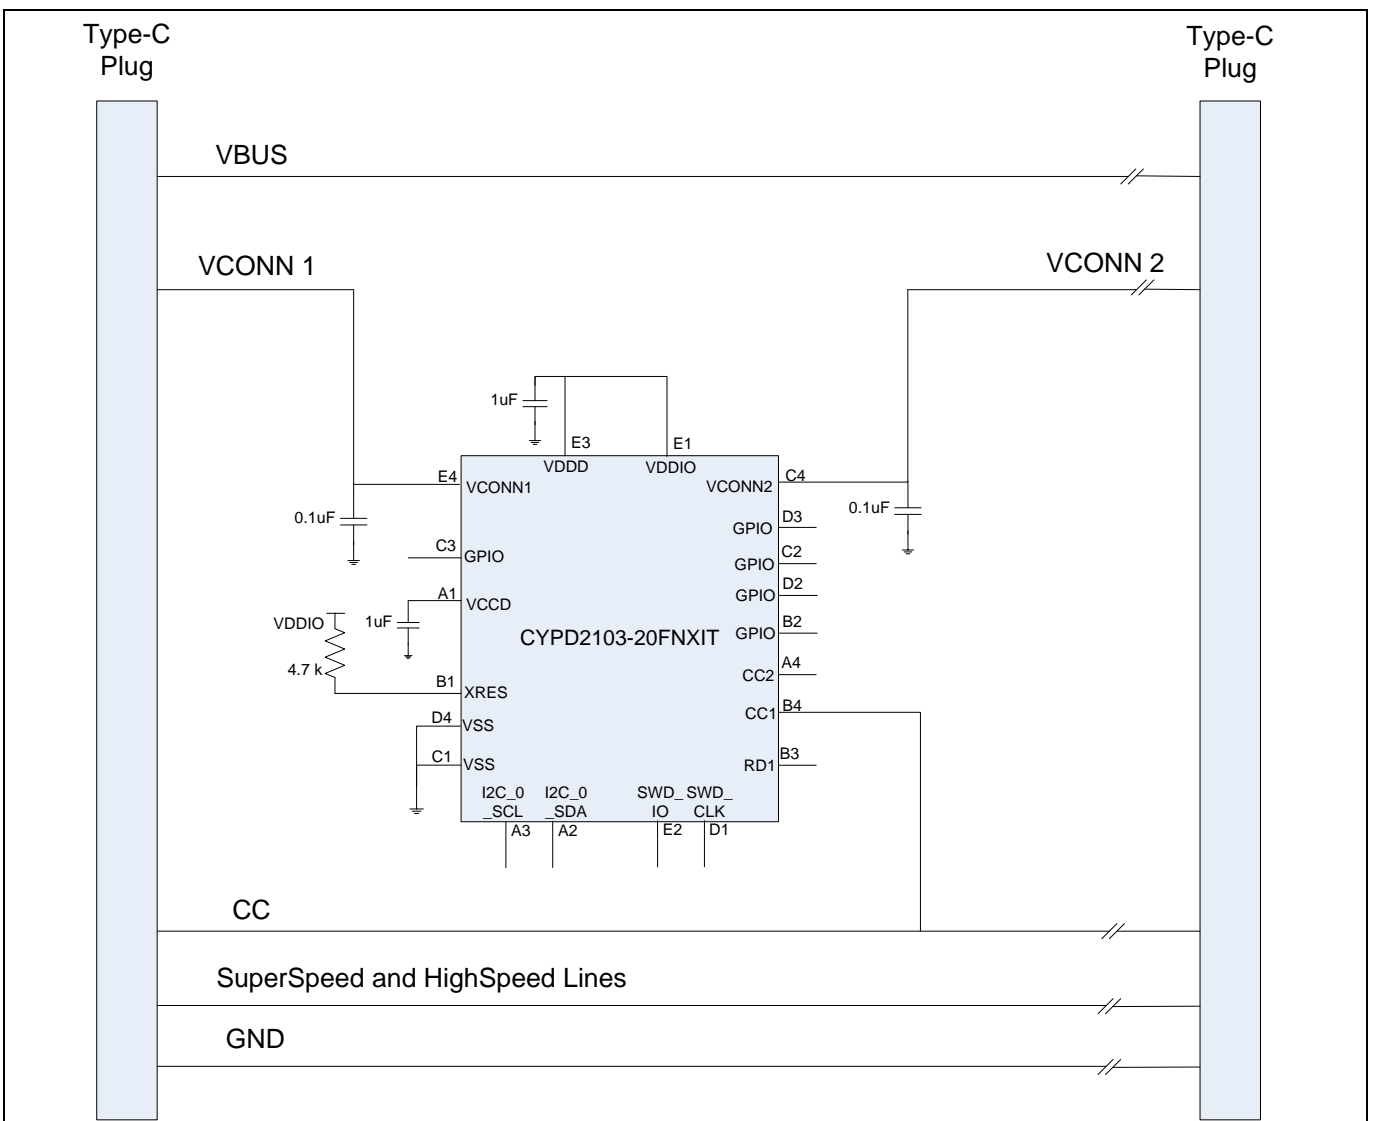 Type-C
Plug
Type-C
Plug
VBUS
VCONN 1
VCONN 2
1uF
E3
E1
VDDD
VDDIO
E4
VCONN1
C4
VCONN2
0.1uF
0.1uF
D3
GPIO
C3
GPIO
C2
GPIO
D2
GPIO
A1
VCCD
VDDIO
1uF
B2
GPIO
CYPD2103-20FNXIT
4.7 k
A4
CC2
B1
XRES
B4
CC1
D4
VSS
C1
VSS
B3
RD1
I2C_0
_SCL
I2C_0
_SDA
SWD_
IO
SWD_
CLK
A3
A2
E2
D1
CC
SuperSpeed and HighSpeed Lines
GND